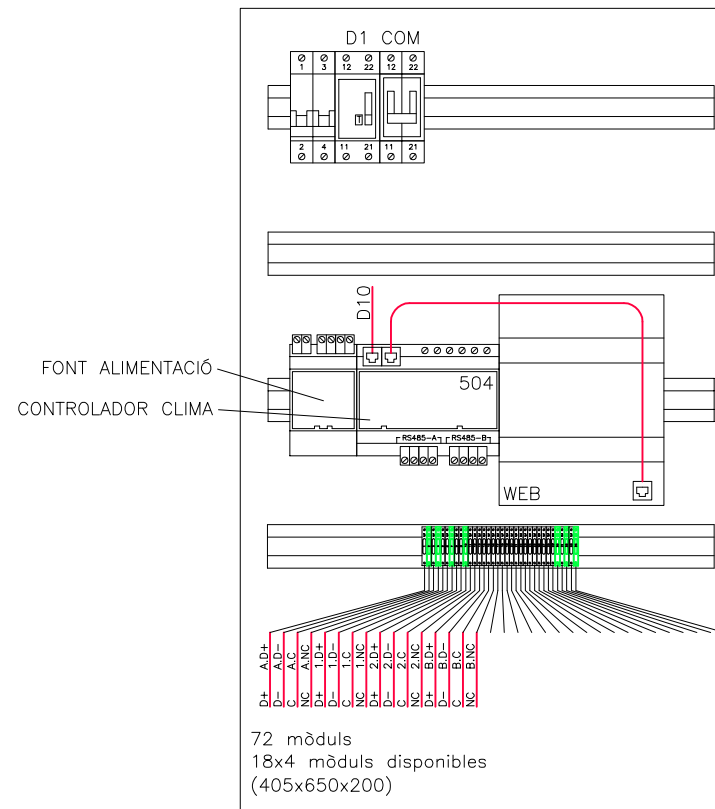 D1 COM
1 3 12 22 12 22
T
2 4 11 21 11 21
D10
FONT ALIMENTACIÓ
504
CONTROLADOR CLIMA
RS485-A RS485-B
WEB
A.D+ A.D- A.C A.NC 1.D+ 1.D- 1.C 1.NC 2.D+ 2.D- 2.C 2.NC B.D+ B.D- B.C B.NC
D+ D- C NC D+ D- C NC D+ D- C NC D+ D- C NC
72 mòduls
18x4 mòduls disponibles
(405x650x200)